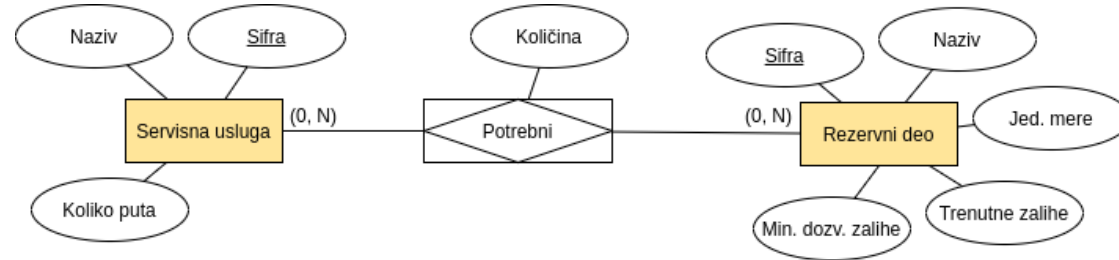 Naziv
Sifra
Količina
Sifra
Naziv
Servisna usluga
(0, N)
Potrebni
(0, N)
Rezervni deo
Jed. mere
Koliko puta
Min. dozv. zalihe
Trenutne zalihe